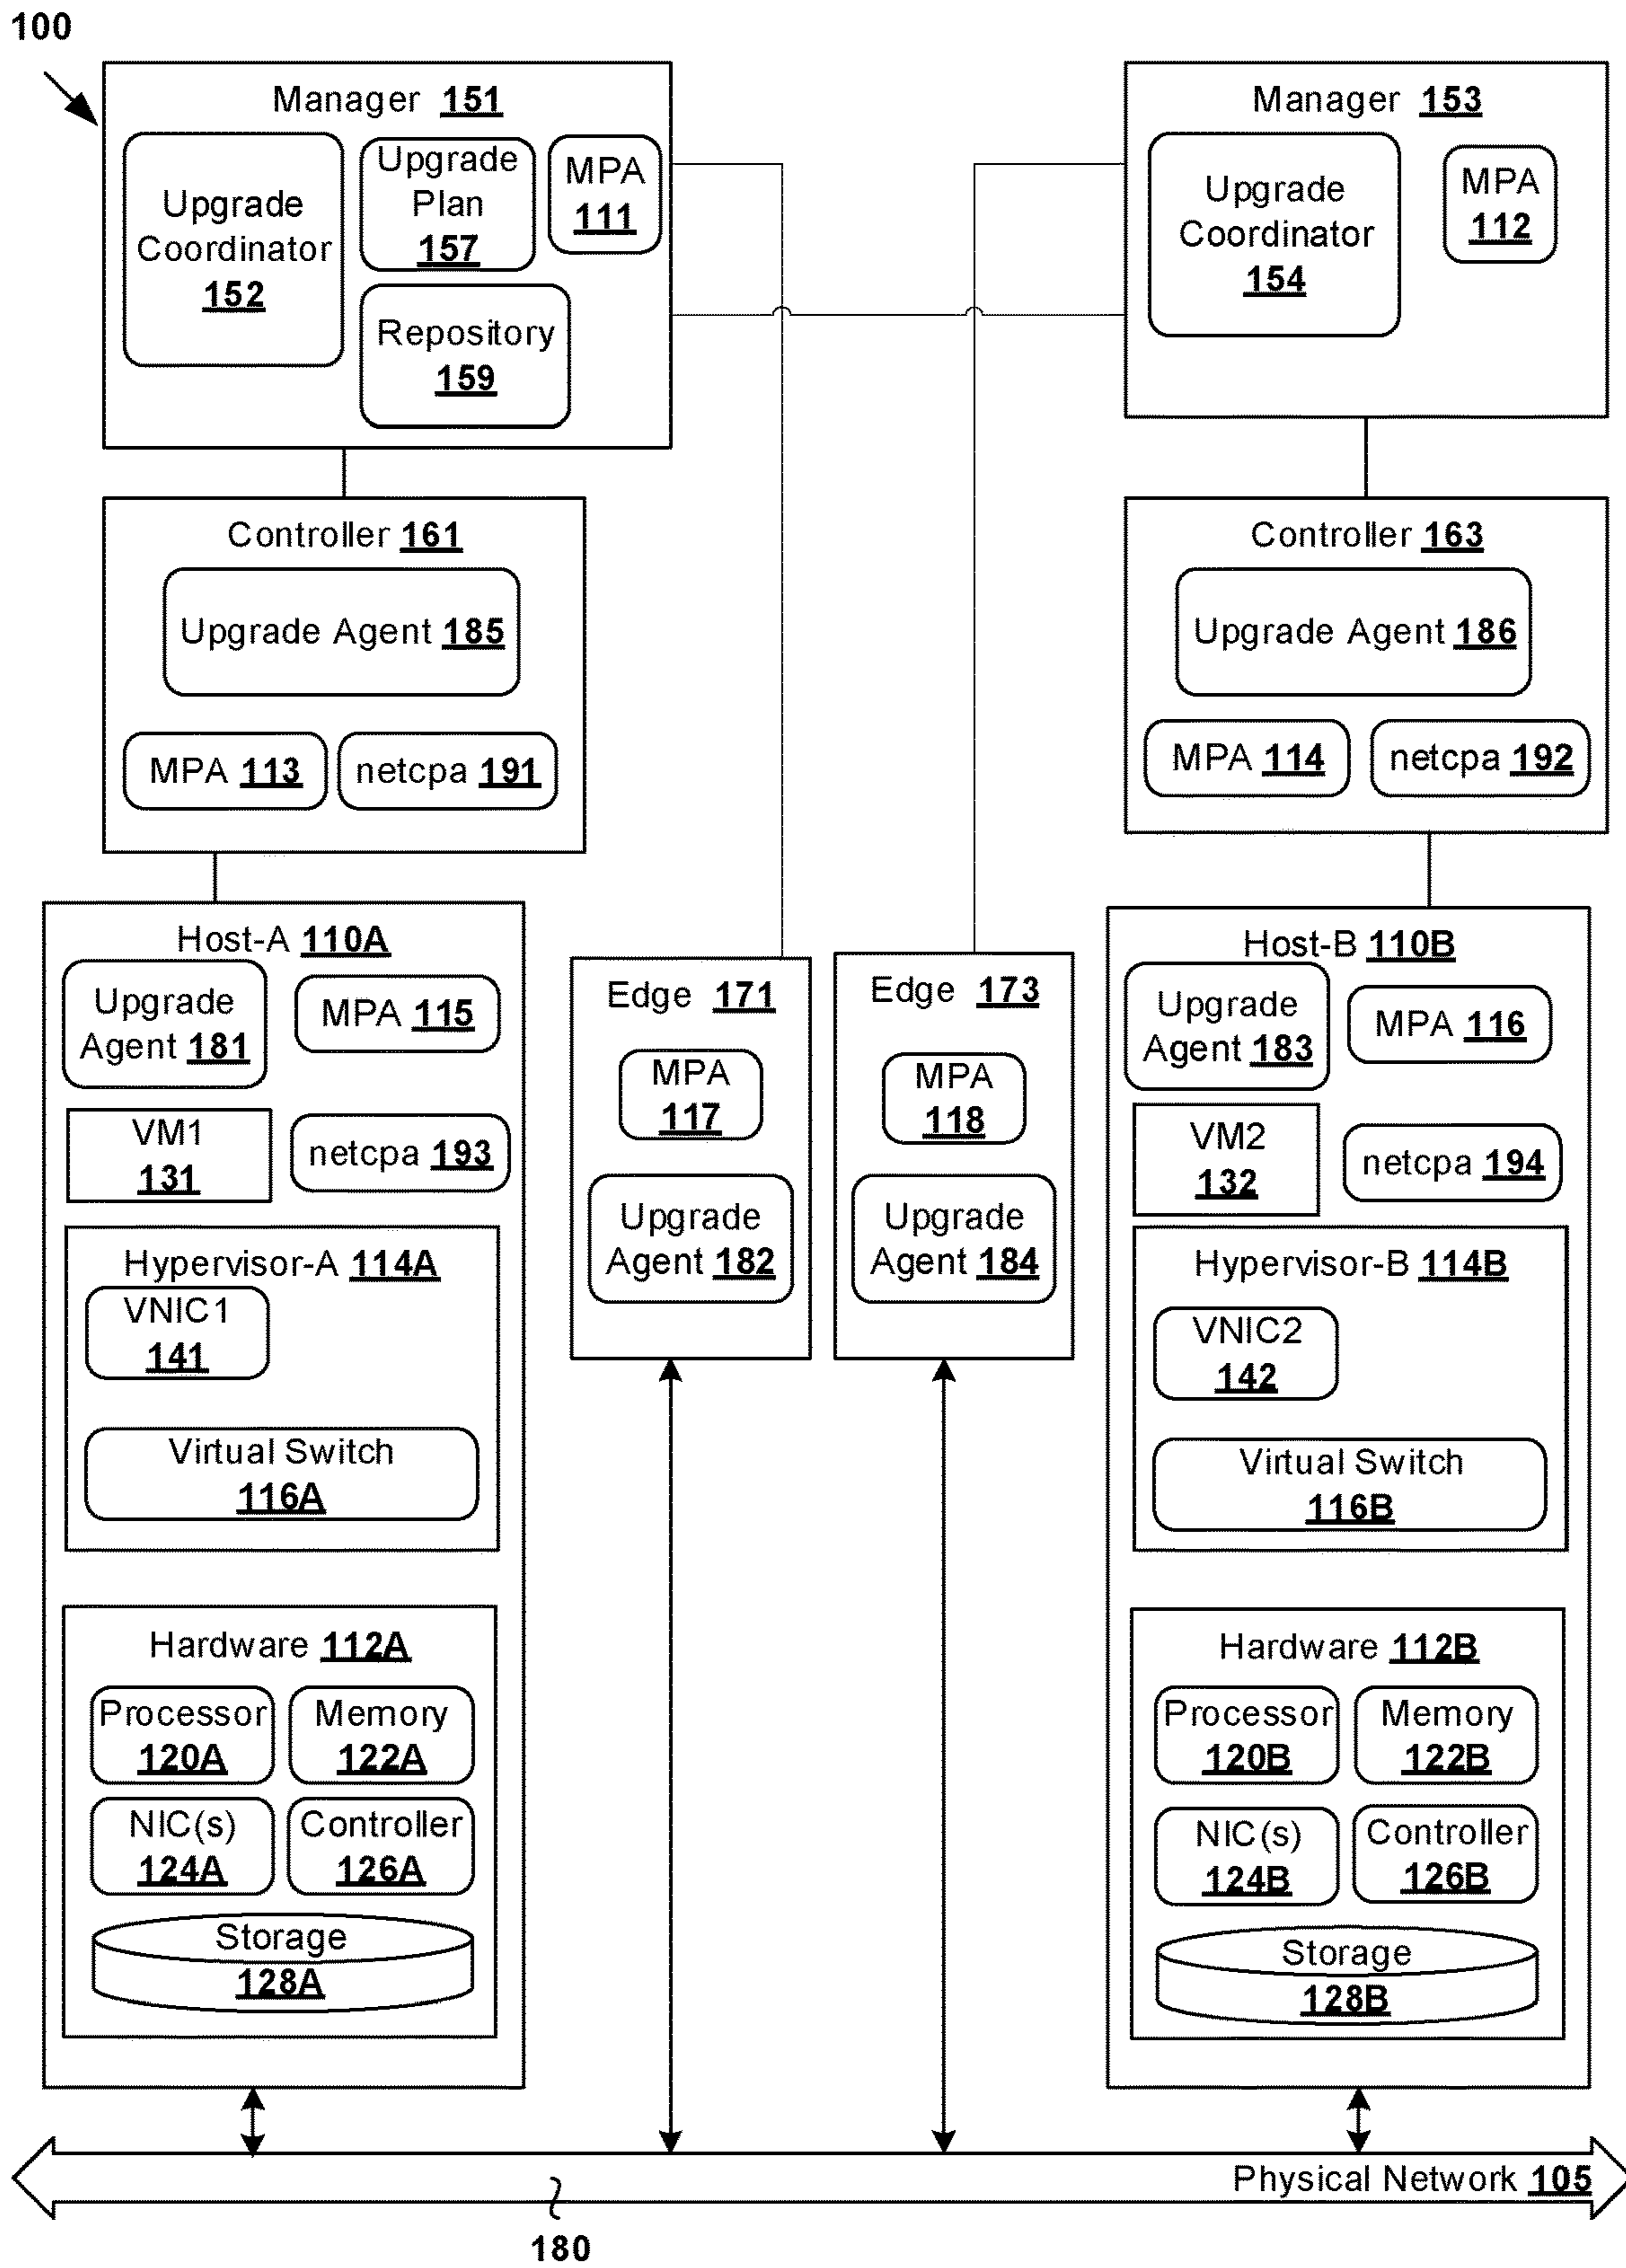 100
Manager 151
Upgrade
Coordinator
152
Upgrade
Plan
157
MPA
111
Repository
159
Manager 153
Upgrade
Coordinator
154
MPA
112
Controller 161
Upgrade Agent 185
MPA 113
netcpa 191
Controller 163
Upgrade Agent 186
MPA 114
netcpa 192
Host-A 110A
Upgrade
Agent 181
MPA 115
VM1
131
netcpa 193
Hypervisor-A 114A
VNIC1
141
Virtual Switch
116A
Hardware 112A
Processor
120A
Memory
122A
NIC(s)
124A
Controller
126A
Storage
128A
Edge 171
MPA
117
Upgrade
Agent 182
Edge 173
MPA
118
Upgrade
Agent 184
Host-B 110B
Upgrade
Agent 183
MPA 116
VM2
132
netcpa 194
Hypervisor-B 114B
VNIC2
142
Virtual Switch
116B
Hardware 112B
Processor
120B
Memory
122B
NIC(s)
124B
Controller
126B
Storage
128B
Physical Network 105
180